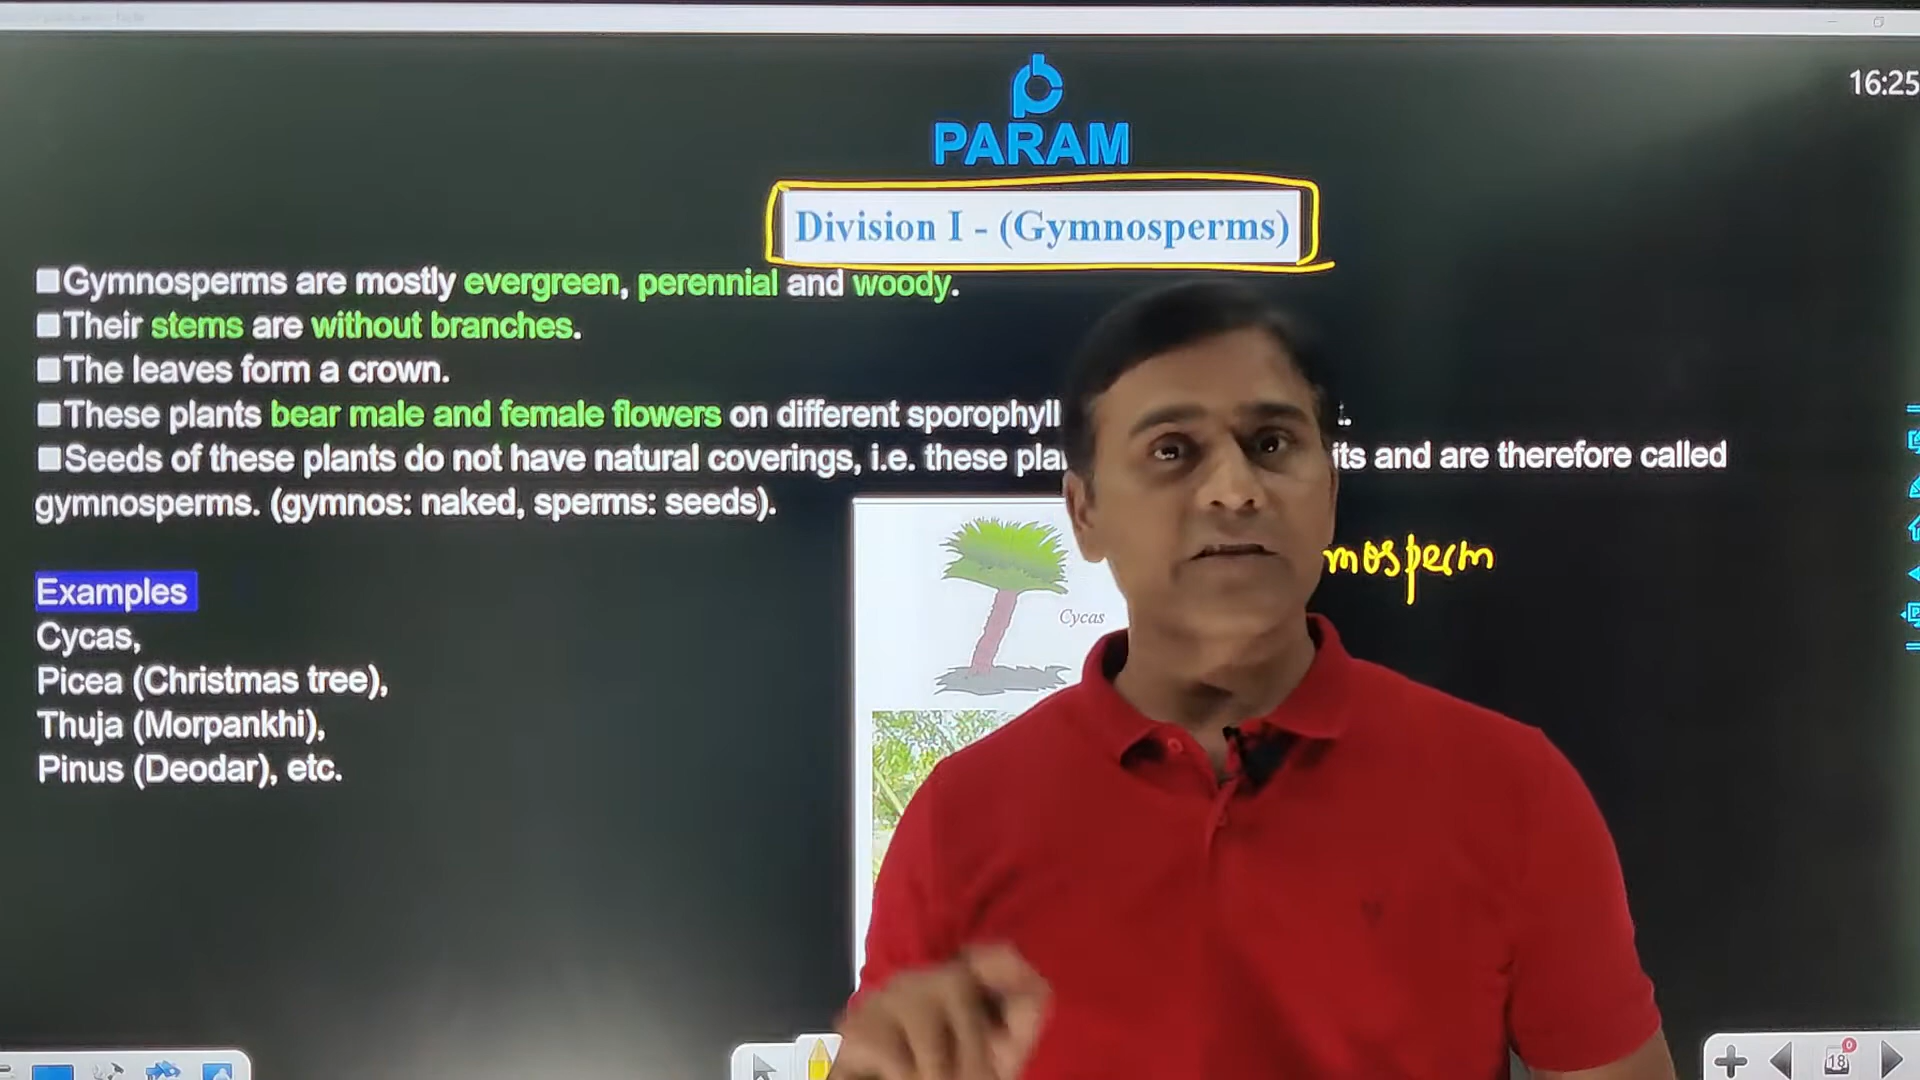 16:25
PARAM
Division I - (Gymnosperms)
■Gymnosperms are mostly evergreen, perennial and woody.
■Their stems are without branches.
■The leaves form a crown.
■These plants bear male and female flowers on different
■Seeds of these plants do not have natural coverings, i.e. these and are therefore called
gymnosperms. (gymnos: naked, sperms: seeds).
mosperm
Examples
Cycas
Cycas,
Picea (Christmas tree),
Thuja (Morpankhi),
Pinus (Deodar), etc.
18
0